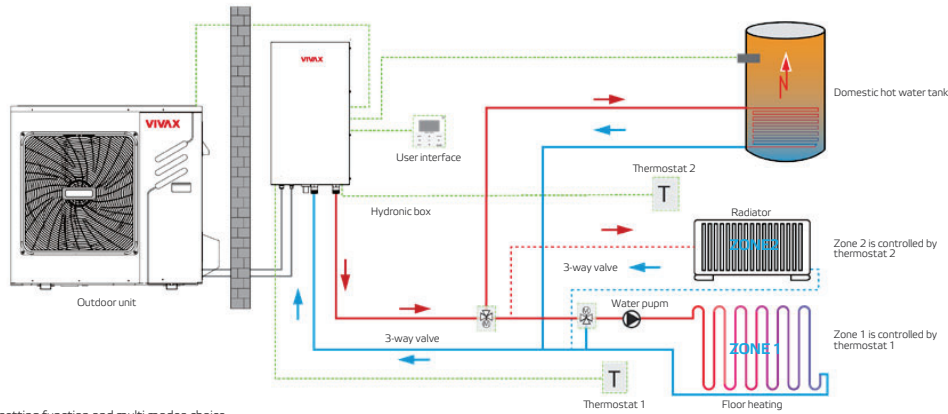 VIVAX
VIVAX
Domestic hot water tank
User interface
Thermostat 2
T
Hydronic box
Radiator
ZONE2
Zone 2 is controlled by
thermostat 2
3-way valve
Outdoor unit
Water pupm
3-way valve
ZONE 1
Zone 1 is controlled by
thermostat 1
T
Thermostat 1
Floor heating